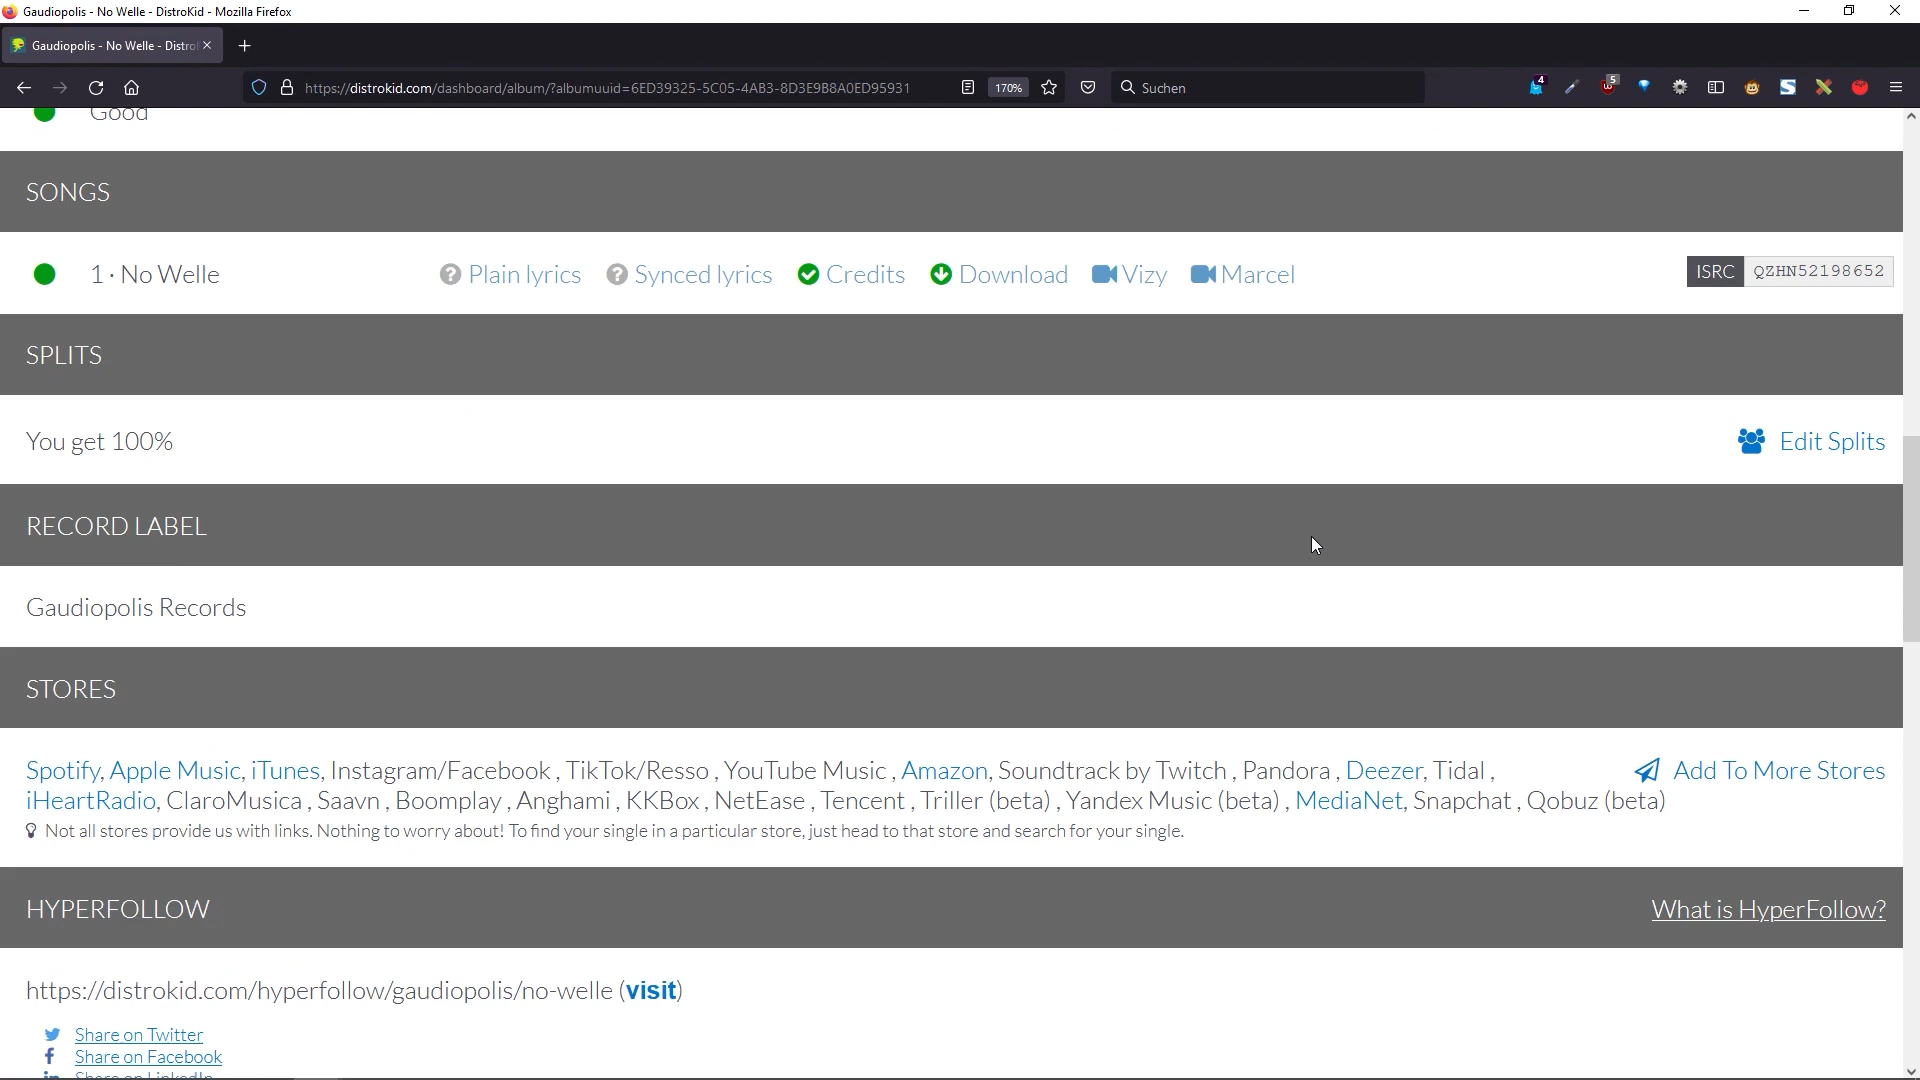 Gaudiopolis - No Welle - DistroKid - Mozilla Firefox
Gaudiopolis - No Welle - Distro
https://distrokid.com/dashboard/album/?albumuuid=6ED39325-5C05-4AB3-8D3E9B8A0ED95931
170%
Suchen
4
5
Good
SONGS
1 · No Welle Plain lyrics Synced lyrics Credits Download Vizy Marcel ISRC QZHN52198652
SPLITS
You get 100% Edit Splits
RECORD LABEL
Gaudiopolis Records
STORES
Spotify, Apple Music, iTunes, Instagram/Facebook , TikTok/Resso , YouTube Music , Amazon, Soundtrack by Twitch , Pandora , Deezer, Tidal , Add To More Stores
iHeartRadio, ClaroMusica , Saavn , Boomplay , Anghami , KKBox , NetEase , Tencent , Triller (beta) , Yandex Music (beta) , MediaNet, Snapchat , Qobuz (beta)
Not all stores provide us with links. Nothing to worry about! To find your single in a particular store, just head to that store and search for your single.
HYPERFOLLOW What is HyperFollow?
https://distrokid.com/hyperfollow/gaudiopolis/no-welle (visit)
Share on Twitter
Share on Facebook
Share on LinkedIn